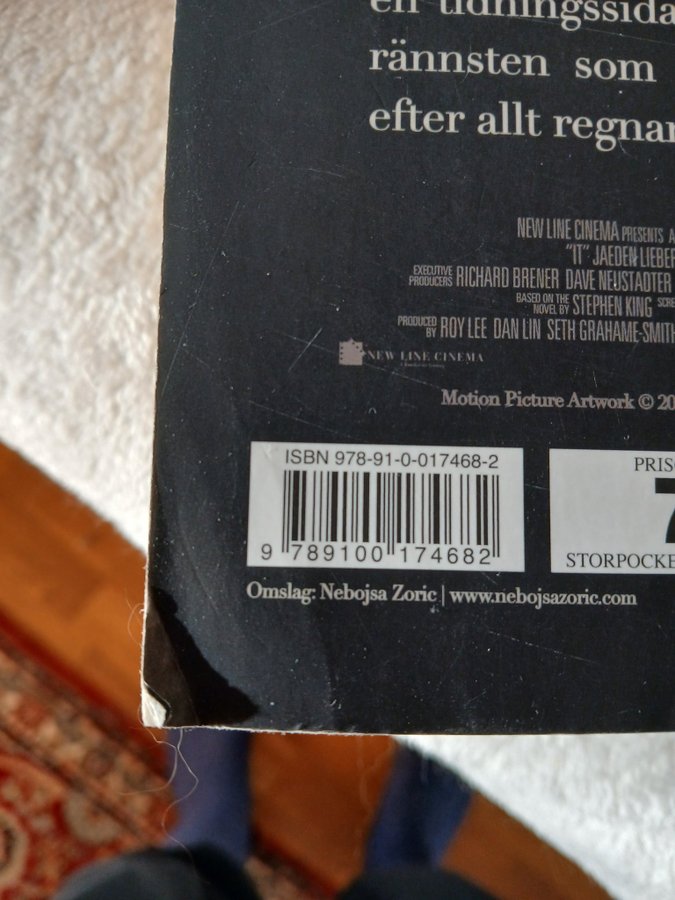 en tidningssida
rännsten som
efter allt regnar
NEW LINE CINEMA PRESENTS A
"IT" JAEDEN LIEBER
EXECUTIVE PRODUCERS RICHARD BRENER DAVE NEUSTADTER
BASED ON THE NOVEL BY STEPHEN KING SCRE
PRODUCED BY ROY LEE DAN LIN SETH GRAHAME-SMITH
NEW LINE CINEMA
Motion Picture Artwork © 20
ISBN 978-91-0-017468-2
PRIS
9 789100 174682
STORPOCKE
Omslag: Nebojsa Zoric | www.nebojsazoric.com